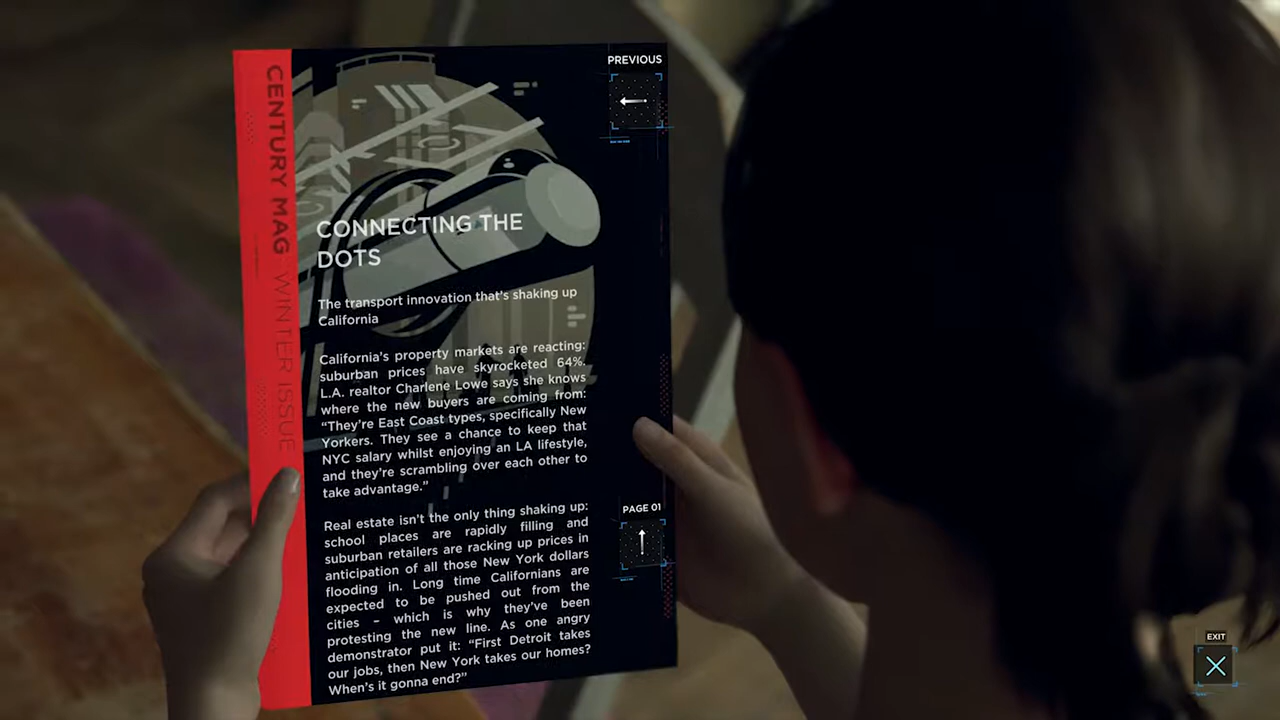 CENTURY MAG WINTER ISSUE
PREVIOUS
CONNECTING THE
DOTS
The transport innovation that's shaking up
California
California's property markets are reacting:
suburban prices have skyrocketed 64%.
L.A. realtor Charlene Lowe says she knows
where the new buyers are coming from:
"They're East Coast types, specifically New
Yorkers. They see a chance to keep that
NYC salary whilst enjoying an LA lifestyle,
and they're scrambling over each other to
take advantage."
Real estate isn't the only thing shaking up:
school places are rapidly filling and
suburban retailers are racking up prices in
anticipation of all those New York dollars
flooding in. Long time Californians are
expected to be pushed out from the
cities – which is why they've been
protesting the new line. As one angry
demonstrator put it: "First Detroit takes
our jobs, then New York takes our homes?
When's it gonna end?"
PAGE 01
EXIT